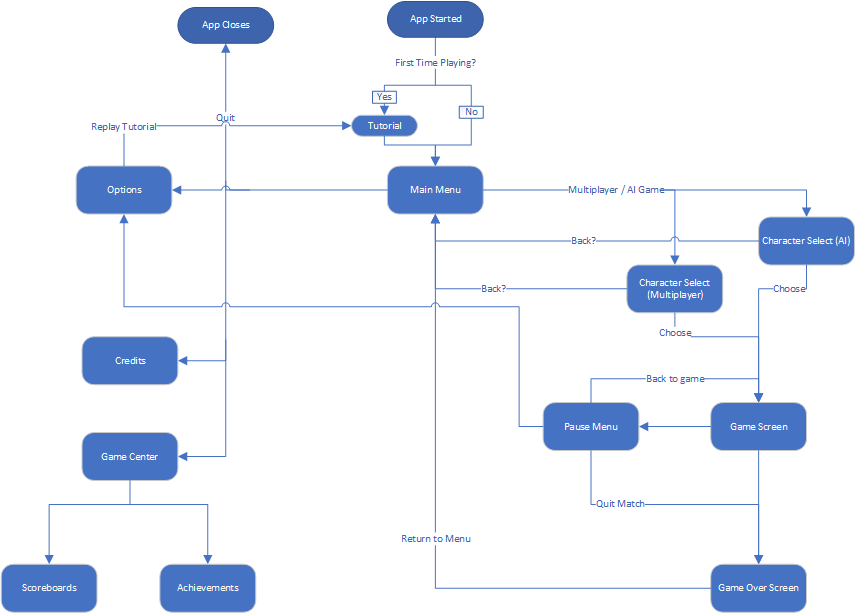 App Closes
App Started
First Time Playing?
Yes
No
Quit
Replay Tutorial
Tutorial
Options
Main Menu
Multiplayer / AI Game
Back?
Character Select (AI)
Back?
Character Select
(Multiplayer)
Choose
Choose
Credits
Back to game
Pause Menu
Game Screen
Game Center
Quit Match
Return to Menu
Scoreboards
Achievements
Game Over Screen